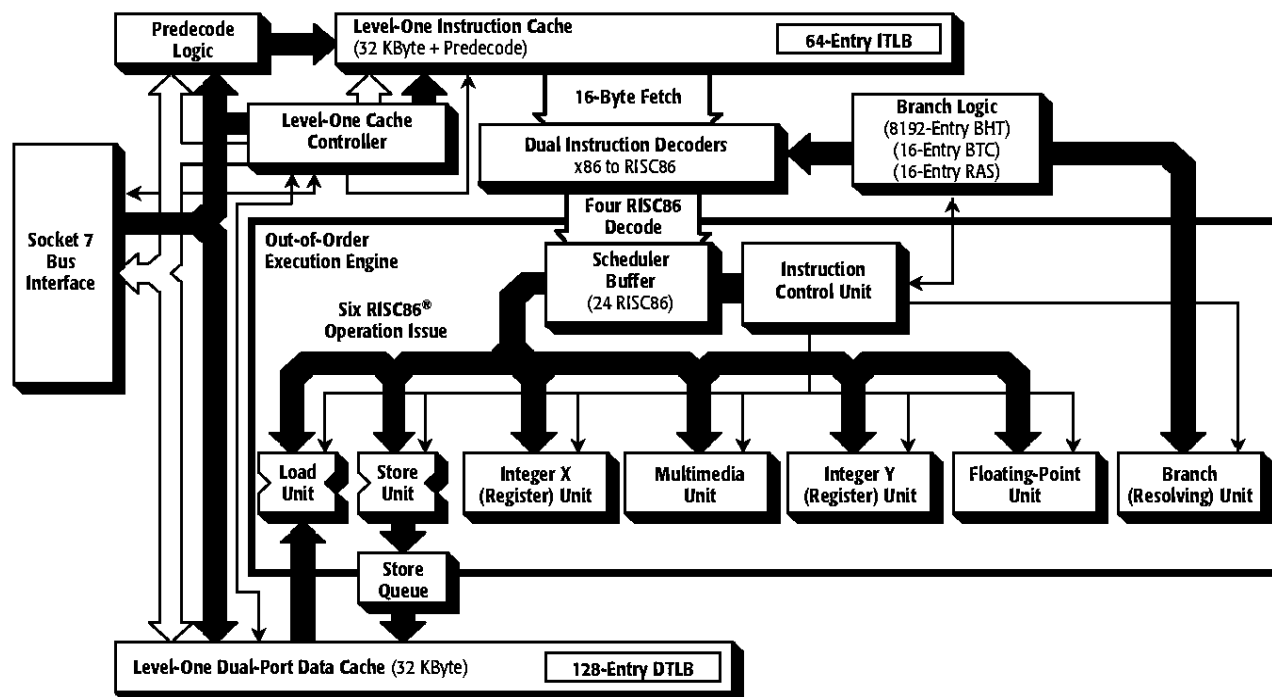 Predecode
Logic
Level-One Instruction Cache
(32 KByte + Predecode)
64-Entry ITLB
16-Byte Fetch
Level-One Cache
Controller
Dual Instruction Decoders
x86 to RISC86
Branch Logic
(8192-Entry BHT)
(16-Entry BTC)
(16-Entry RAS)
Four RISC86
Decode
Socket 7
Bus
Interface
Out-of-Order
Execution Engine
Scheduler
Buffer
(24 RISC86)
Instruction
Control Unit
Six RISC86®
Operation Issue
Load
Unit
Store
Unit
Integer X
(Register) Unit
Multimedia
Unit
Integer Y
(Register) Unit
Floating-Point
Unit
Branch
(Resolving) Unit
Store
Queue
Level-One Dual-Port Data Cache (32 KByte)
128-Entry DTLB